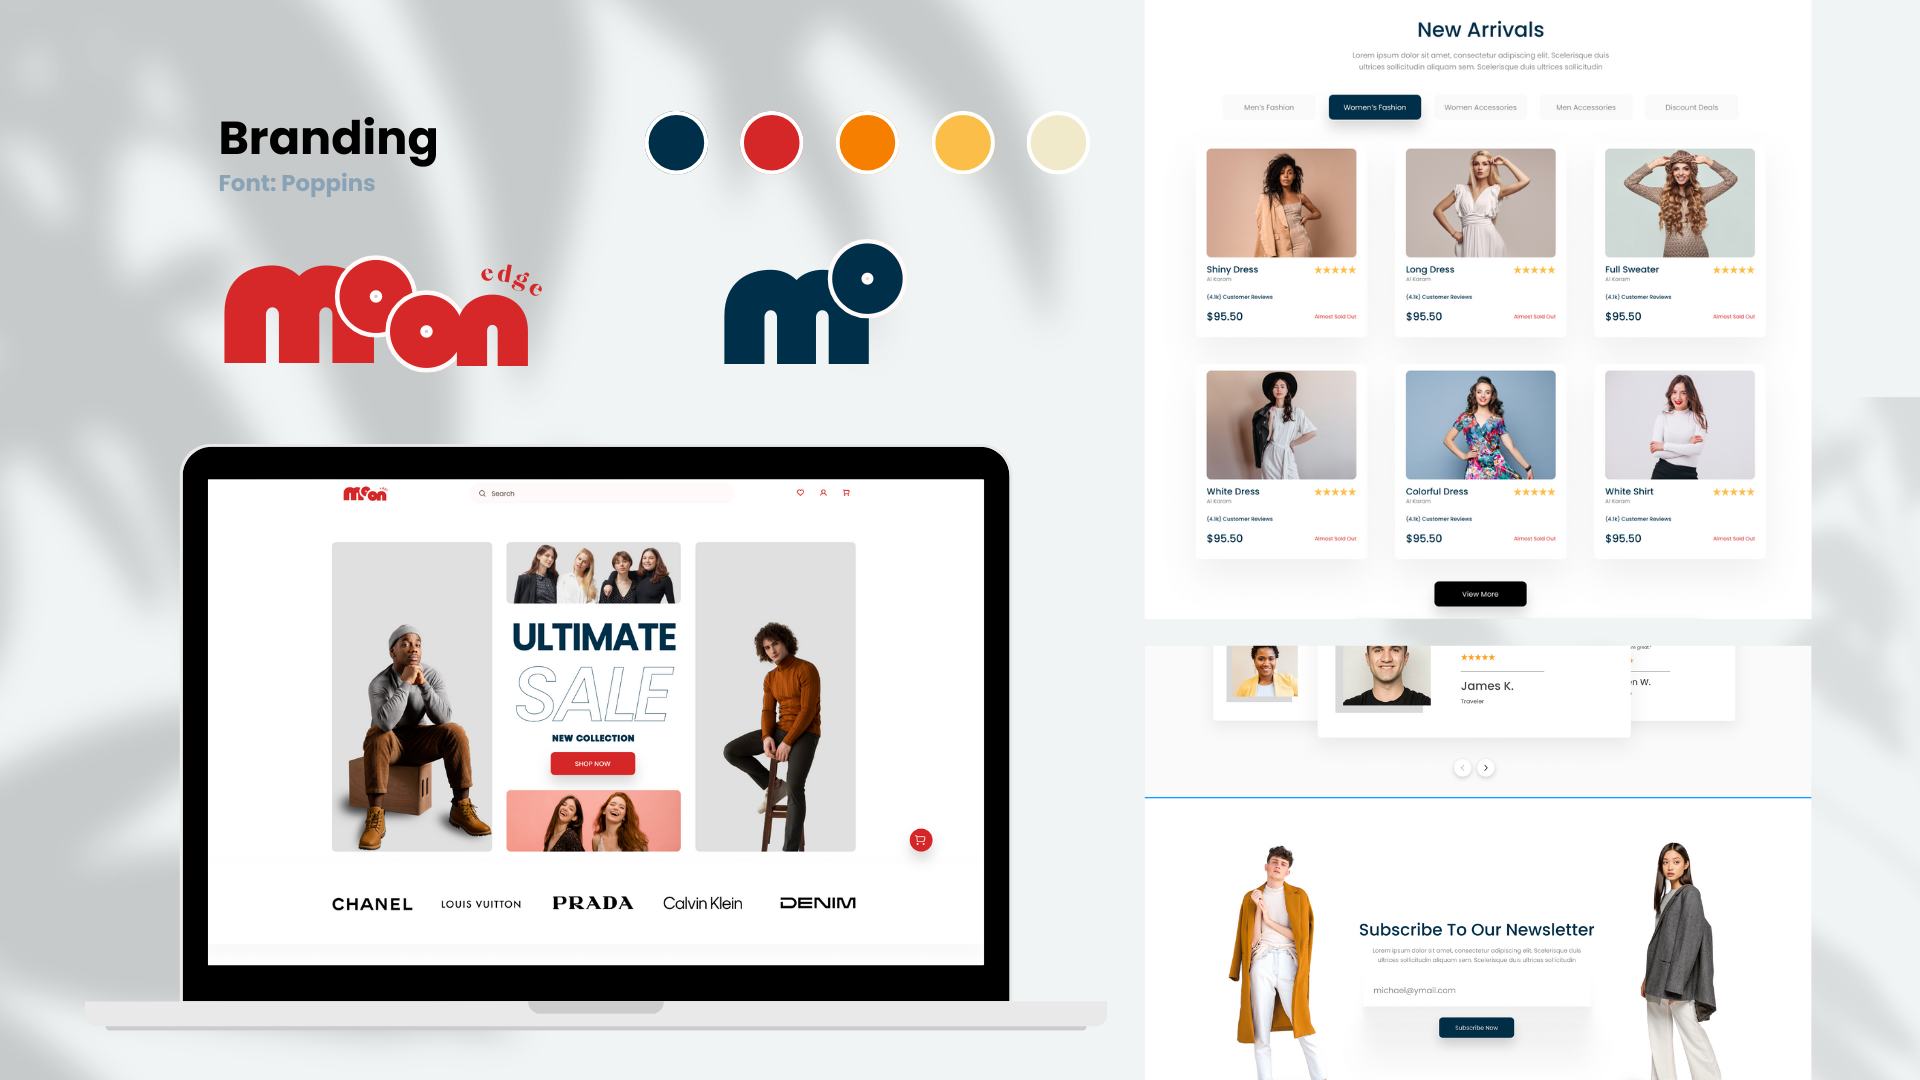 Branding
Font: Poppins
moon
edge
mo
moon
Search
ULTIMATE
SALE
NEW COLLECTION
SHOP NOW
CHANEL
LOUIS VUITTON
PRADA
Calvin Klein
DENIM
New Arrivals
Lorem ipsum dolor sit amet, consectetur adipiscing elit. Scelerisque duis
ultrices sollicitudin aliquam sem. Scelerisque duis ultrices sollicitudin
Men's Fashion
Women's Fashion
Women Accessories
Men Accessories
Discount Deals
Shiny Dress
Al Karam
(4.1k) Customer Reviews
$95.50
Almost Sold Out
Long Dress
Al Karam
(4.1k) Customer Reviews
$95.50
Almost Sold Out
Full Sweater
Al Karam
(4.1k) Customer Reviews
$95.50
Almost Sold Out
White Dress
Al Karam
(4.1k) Customer Reviews
$95.50
Almost Sold Out
Colorful Dress
Al Karam
(4.1k) Customer Reviews
$95.50
Almost Sold Out
White Shirt
Al Karam
(4.1k) Customer Reviews
$95.50
Almost Sold Out
View More
James K.
Traveler
great."
W.
Subscribe To Our Newsletter
Lorem ipsum dolor sit amet, consectetur adipiscing elit. Scelerisque duis
ultrices sollicitudin aliquam sem. Scelerisque duis ultrices sollicitudin
michael@ymail.com
Subscribe Now